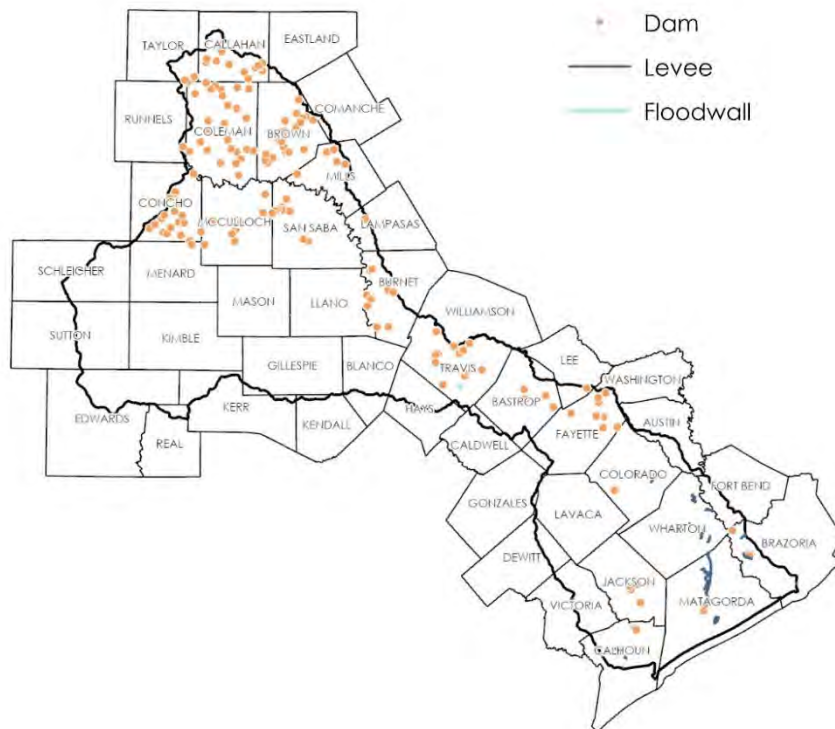 Dam
Levee
Floodwall
TAYLOR
CALLAHAN
EASTLAND
RUNNELS
COLEMAN
BROWN
COMANCHE
MILLS
CONCHO
MCCULLOCH
SAN SABA
LAMPASAS
SCHLEICHER
MENARD
BURNET
MASON
LLANO
WILLIAMSON
SUTTON
KIMBLE
TRAVIS
LEE
GILLESPIE
BLANCO
WASHINGTON
BASTROP
EDWARDS
KERR
HAYS
AUSTIN
REAL
KENDALL
FAYETTE
CALDWELL
COLORADO
FORT BEND
GONZALES
LAVACA
WHARTON
BRAZORIA
DEWITT
JACKSON
VICTORIA
MATAGORDA
CALHOUN